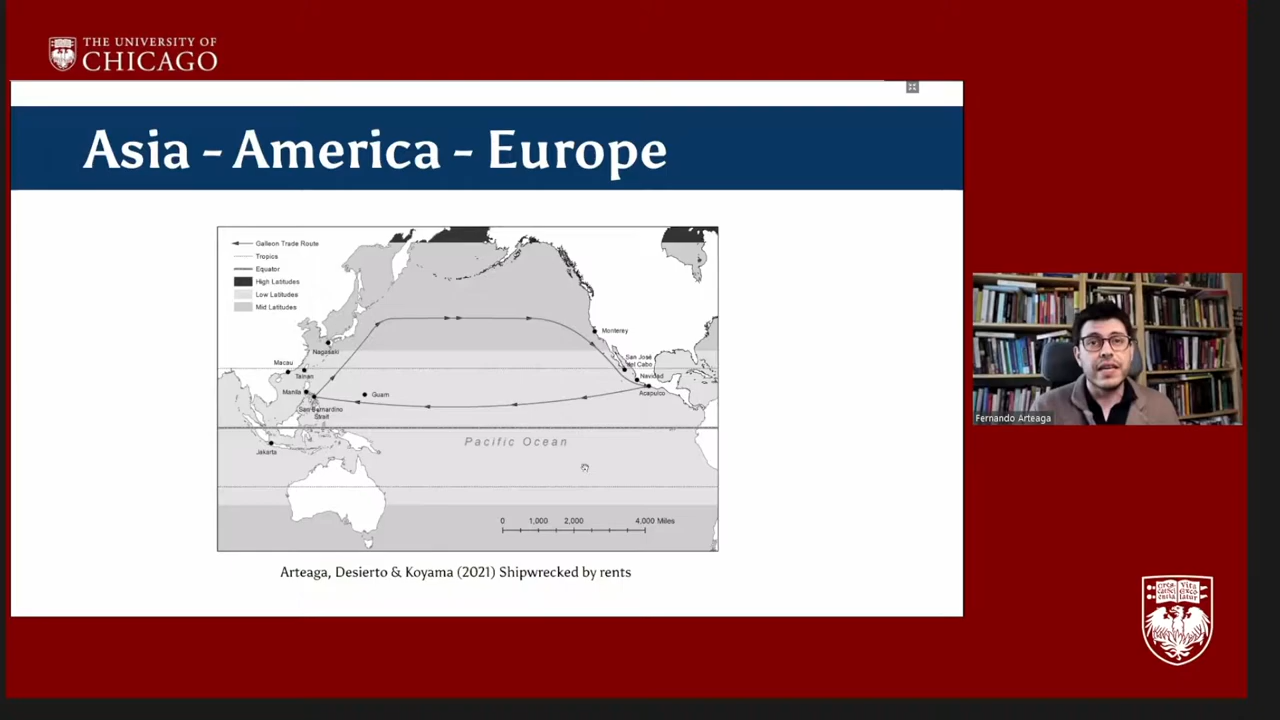 THE UNIVERSITY OF
CHICAGO
Asia - America - Europe
Galleon Trade Route
Tropics
Equator
High Latitudes
Low Latitudes
Mid Latitudes
Monterey
Nagasaki
San José
del Cabo
Macau
Tainan
Navidad
Acapulco
Manila
Guam
San Bernardino
Strait
Pacific Ocean
Jakarta
0 1,000 2,000 4,000 Miles
Arteaga, Desierto & Koyama (2021) Shipwrecked by rents
Fernando Arteaga